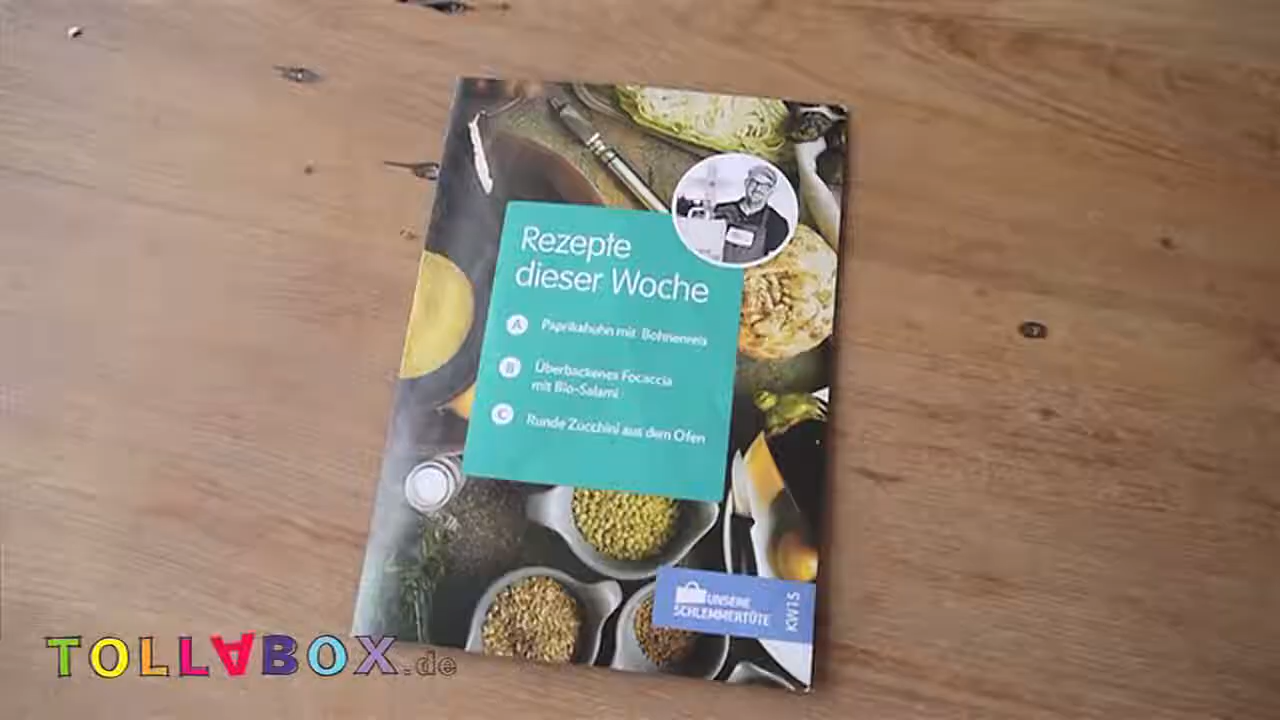 Rezepte
dieser Woche
A Paprikahuhn mit Bohnenreis
B Überbackenes Focaccia
mit Bio-Salami
C Runde Zucchini aus dem Ofen
UNSERE
SCHLEMMERTÜTE
KW15
TOLLABOX.de